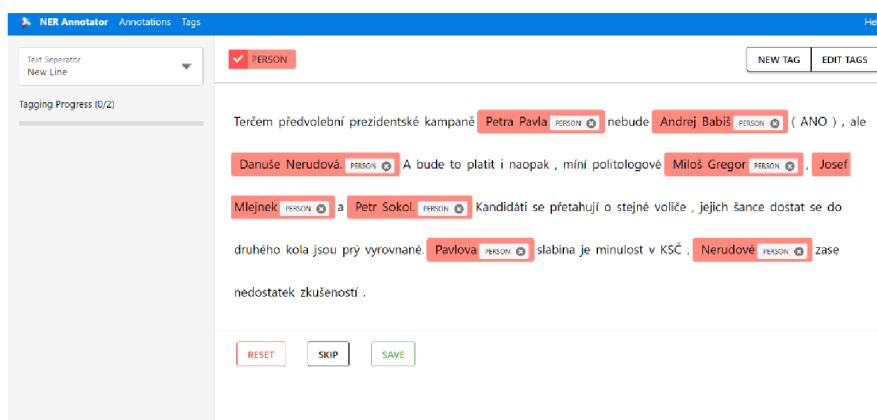 NER Annotator Annotations Tags
Text Seperator
New Line
Tagging Progress (0/2)
PERSON
NEW TAG EDIT TAGS
Terčem předvolební prezidentské kampaně Petra Pavla PERSON nebude Andrej Babiš PERSON ( ANO ) , ale
Danuše Nerudová. PERSON A bude to platit i naopak , míní politologové Miloš Gregor PERSON , Josef
Mlejnek PERSON a Petr Sokol. PERSON Kandidáti se přetahují o stejné voliče , jejich šance dostat se do
druhého kola jsou prý vyrovnané. Pavlova PERSON slabina je minulost v KSČ , Nerudové PERSON zase
nedostatek zkušeností .
RESET SKIP SAVE